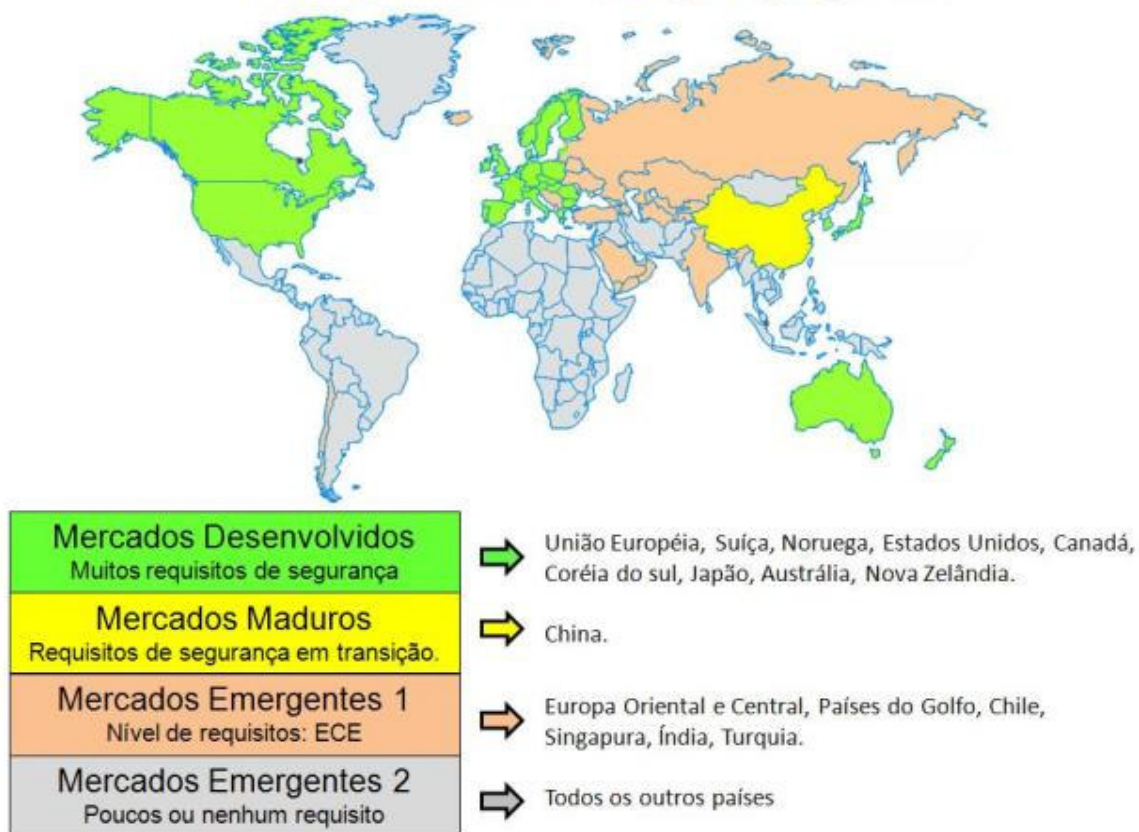 Mercados Desenvolvidos
Muitos requisitos de segurança
União Européia, Suíça, Noruega, Estados Unidos, Canadá,
Coréia do sul, Japão, Austrália, Nova Zelândia.
Mercados Maduros
Requisitos de segurança em transição.
China.
Mercados Emergentes 1
Nível de requisitos: ECE
Europa Oriental e Central, Países do Golfo, Chile,
Singapura, Índia, Turquia.
Mercados Emergentes 2
Poucos ou nenhum requisito
Todos os outros países